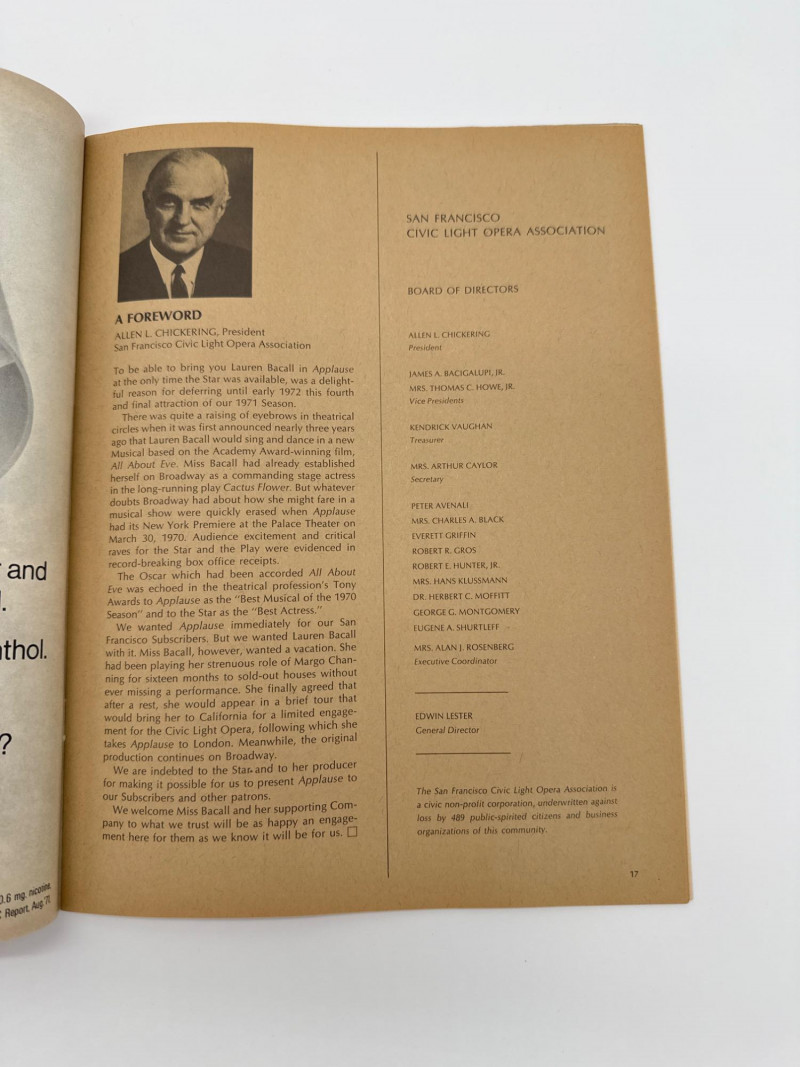 r and
l.
nthol.
?
0.6 mg. nicotine
C Report, Aug.'71
A FOREWORD
ALLEN L. CHICKERING, President
San Francisco Civic Light Opera Association
To be able to bring you Lauren Bacall in Applause
at the only time the Star was available, was a delight-
ful reason for deferring until early 1972 this fourth
and final attraction of our 1971 Season.
There was quite a raising of eyebrows in theatrical
circles when it was first announced nearly three years
ago that Lauren Bacall would sing and dance in a new
Musical based on the Academy Award-winning film,
All About Eve. Miss Bacall had already established
herself on Broadway as a commanding stage actress
in the long-running play Cactus Flower. But whatever
doubts Broadway had about how she might fare in a
musical show were quickly erased when Applause
had its New York Premiere at the Palace Theater on
March 30, 1970. Audience excitement and critical
raves for the Star and the Play were evidenced in
record-breaking box office receipts.
The Oscar which had been accorded All About
Eve was echoed in the theatrical profession's Tony
Awards to Applause as the "Best Musical of the 1970
Season" and to the Star as the "Best Actress."
We wanted Applause immediately for our San
Francisco Subscribers. But we wanted Lauren Bacall
with it. Miss Bacall, however, wanted a vacation. She
had been playing her strenuous role of Margo Chan-
ning for sixteen months to sold-out houses without
ever missing a performance. She finally agreed that
after a rest, she would appear in a brief tour that
would bring her to California for a limited engage-
ment for the Civic Light Opera, following which she
takes Applause to London. Meanwhile, the original
production continues on Broadway.
We are indebted to the Star and to her producer
for making it possible for us to present Applause to
our Subscribers and other patrons.
We welcome Miss Bacall and her supporting Com-
pany to what we trust will be as happy an engage-
ment here for them as we know it will be for us. □
SAN FRANCISCO
CIVIC LIGHT OPERA ASSOCIATION
BOARD OF DIRECTORS
ALLEN L. CHICKERING
President
JAMES A. BACIGALUPI, JR.
MRS. THOMAS C. HOWE, JR.
Vice Presidents
KENDRICK VAUGHAN
Treasurer
MRS. ARTHUR CAYLOR
Secretary
PETER AVENALI
MRS. CHARLES A. BLACK
EVERETT GRIFFIN
ROBERT R. GROS
ROBERT E. HUNTER, JR.
MRS. HANS KLUSSMANN
DR. HERBERT C. MOFFITT
GEORGE G. MONTGOMERY
EUGENE A. SHURTLEFF
MRS. ALAN J. ROSENBERG
Executive Coordinator
EDWIN LESTER
General Director
The San Francisco Civic Light Opera Association is
a civic non-profit corporation, underwritten against
loss by 489 public-spirited citizens and business
organizations of this community.
17